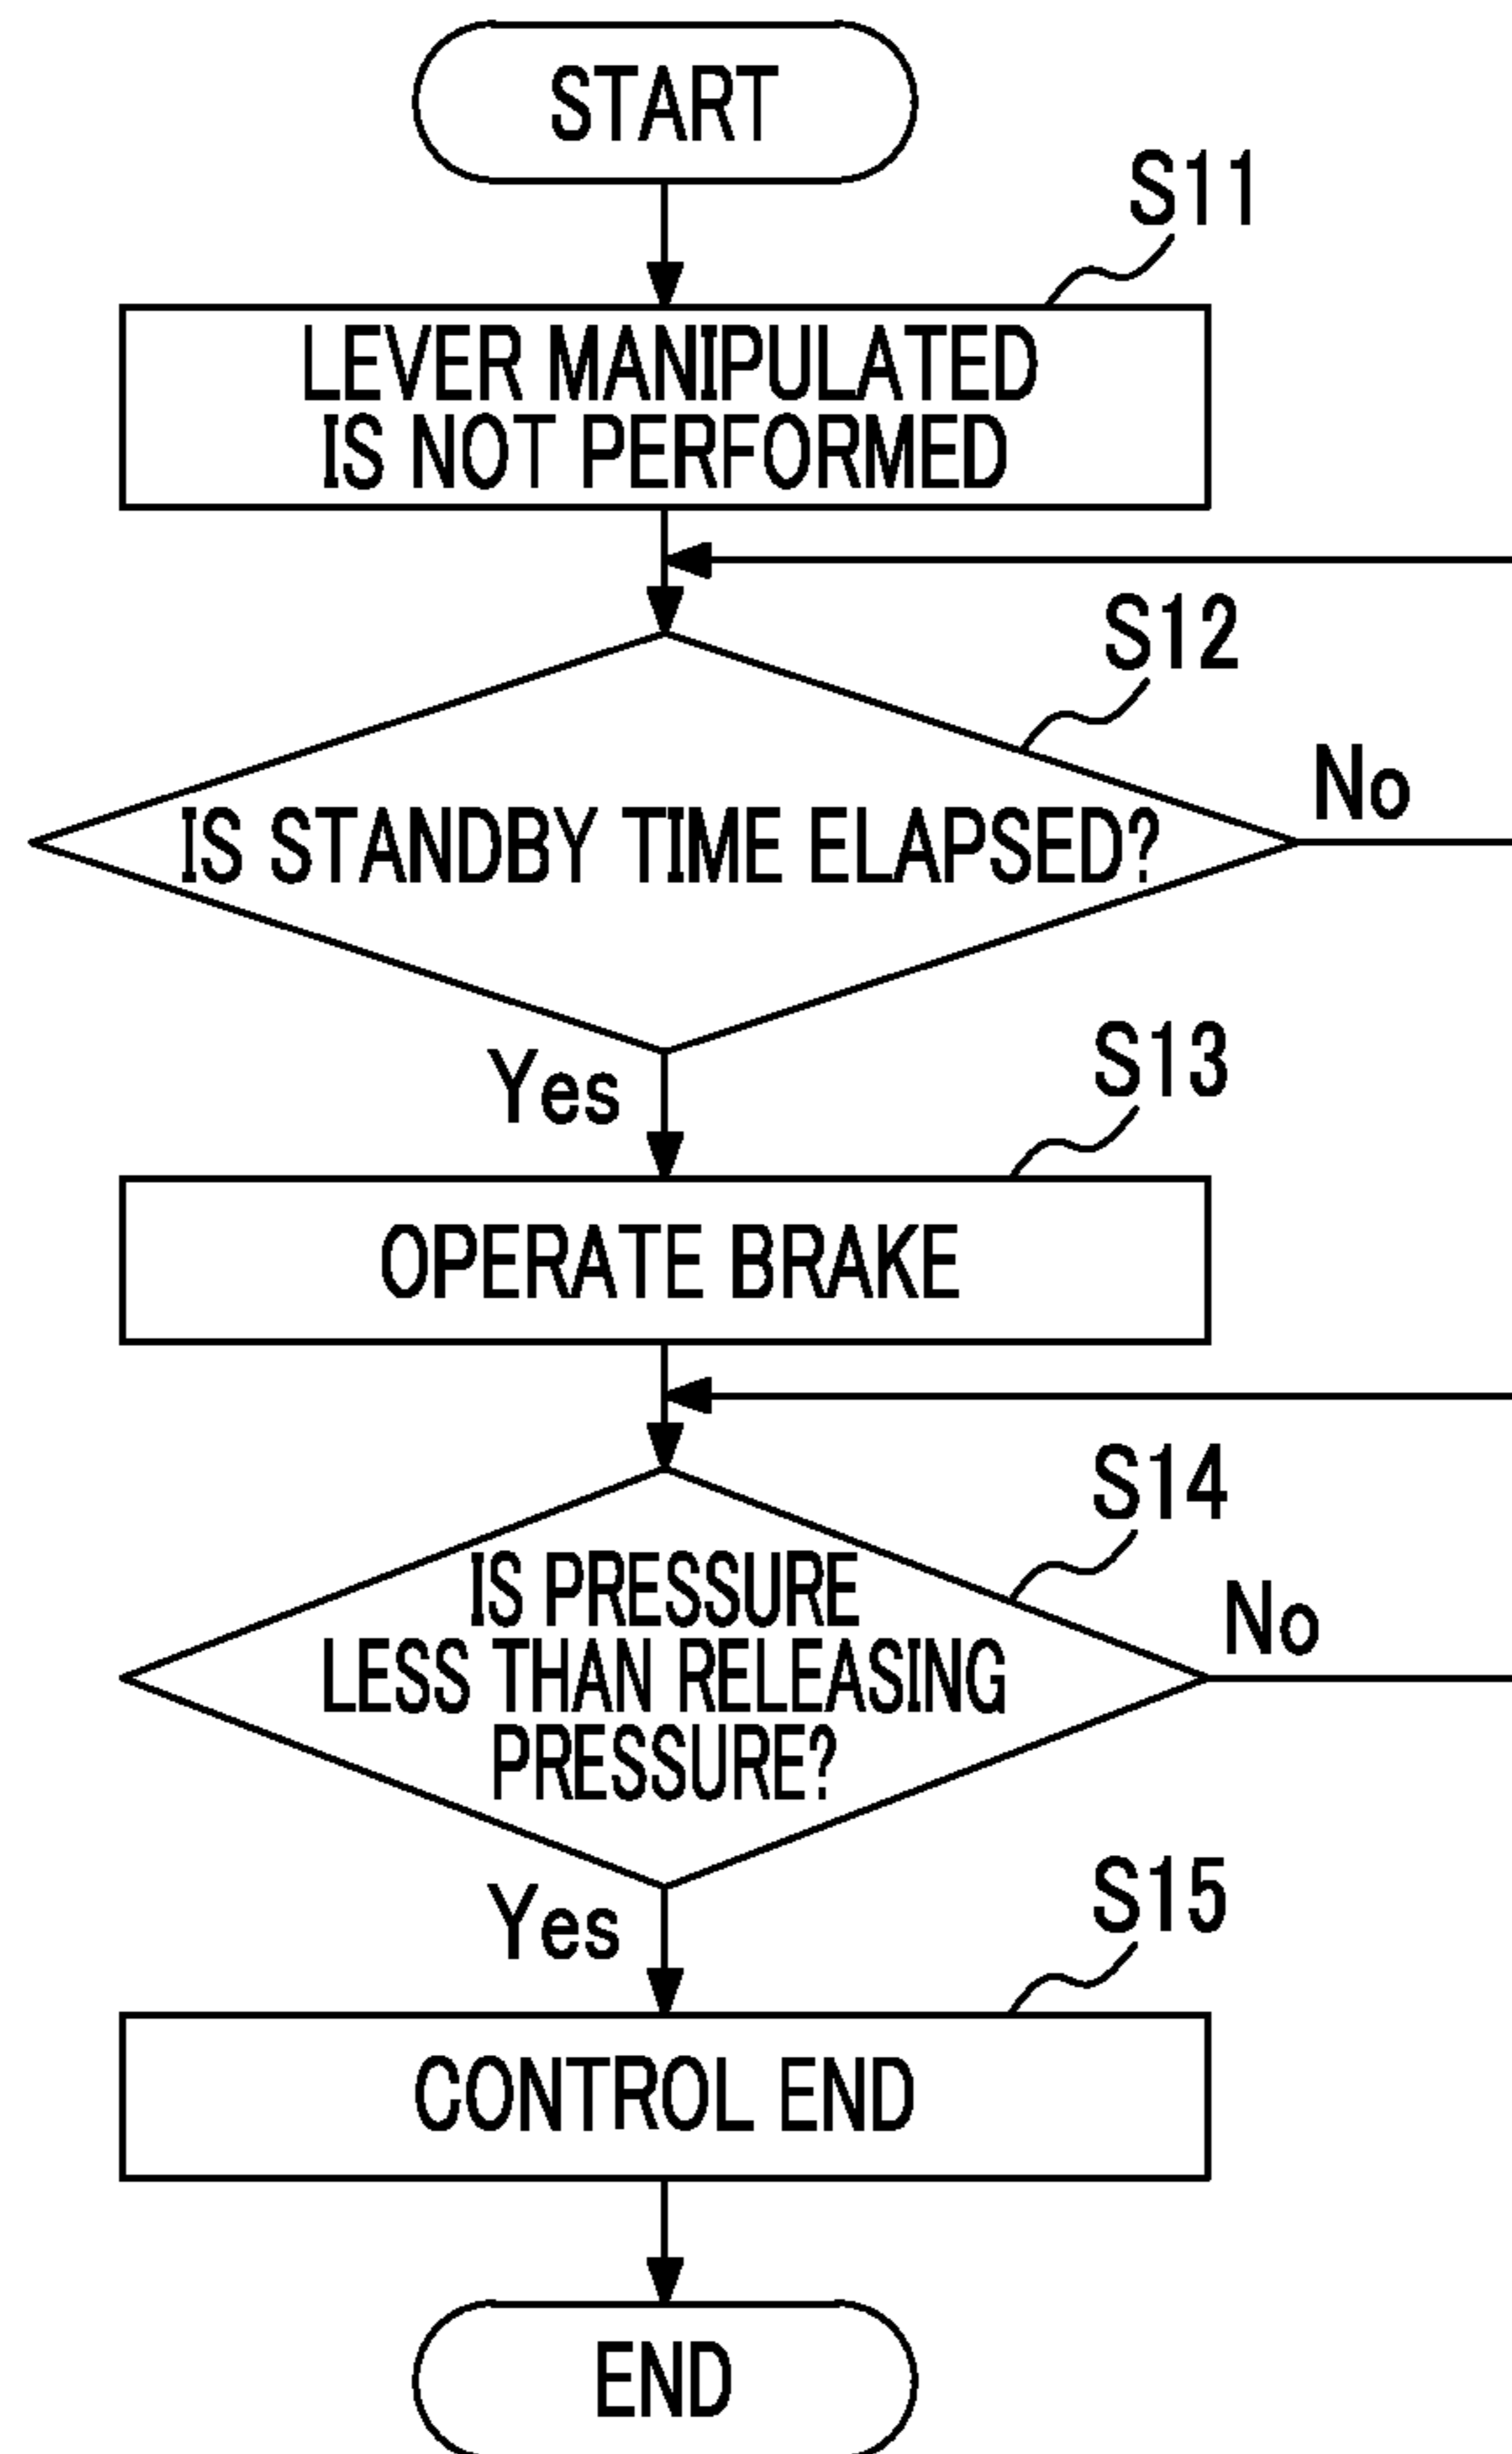 START
S11
LEVER MANIPULATED
IS NOT PERFORMED
S12
IS STANDBY TIME ELAPSED?
No
Yes
S13
OPERATE BRAKE
S14
IS PRESSURE
LESS THAN RELEASING
PRESSURE?
No
Yes
S15
CONTROL END
END